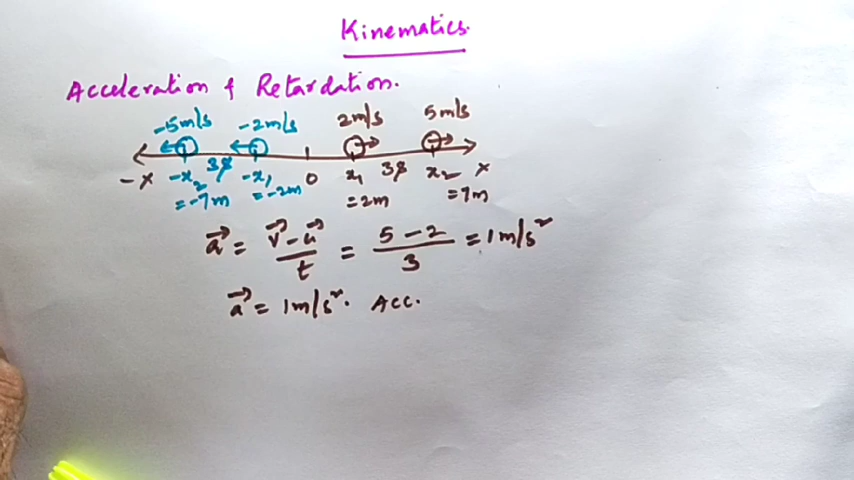 Kinematics.
Acceleration & Retardation.
-5m/s -2m/s 2m/s 5m/s
3s 3s
-x -x₂ -x₁ 0 x₁ x₂ x
= -7m = -2m = 2m = 7m
a⃗ = v⃗ - u⃗ / t = 5 - 2 / 3 = 1m/s²
a⃗ = 1m/s². Acc.